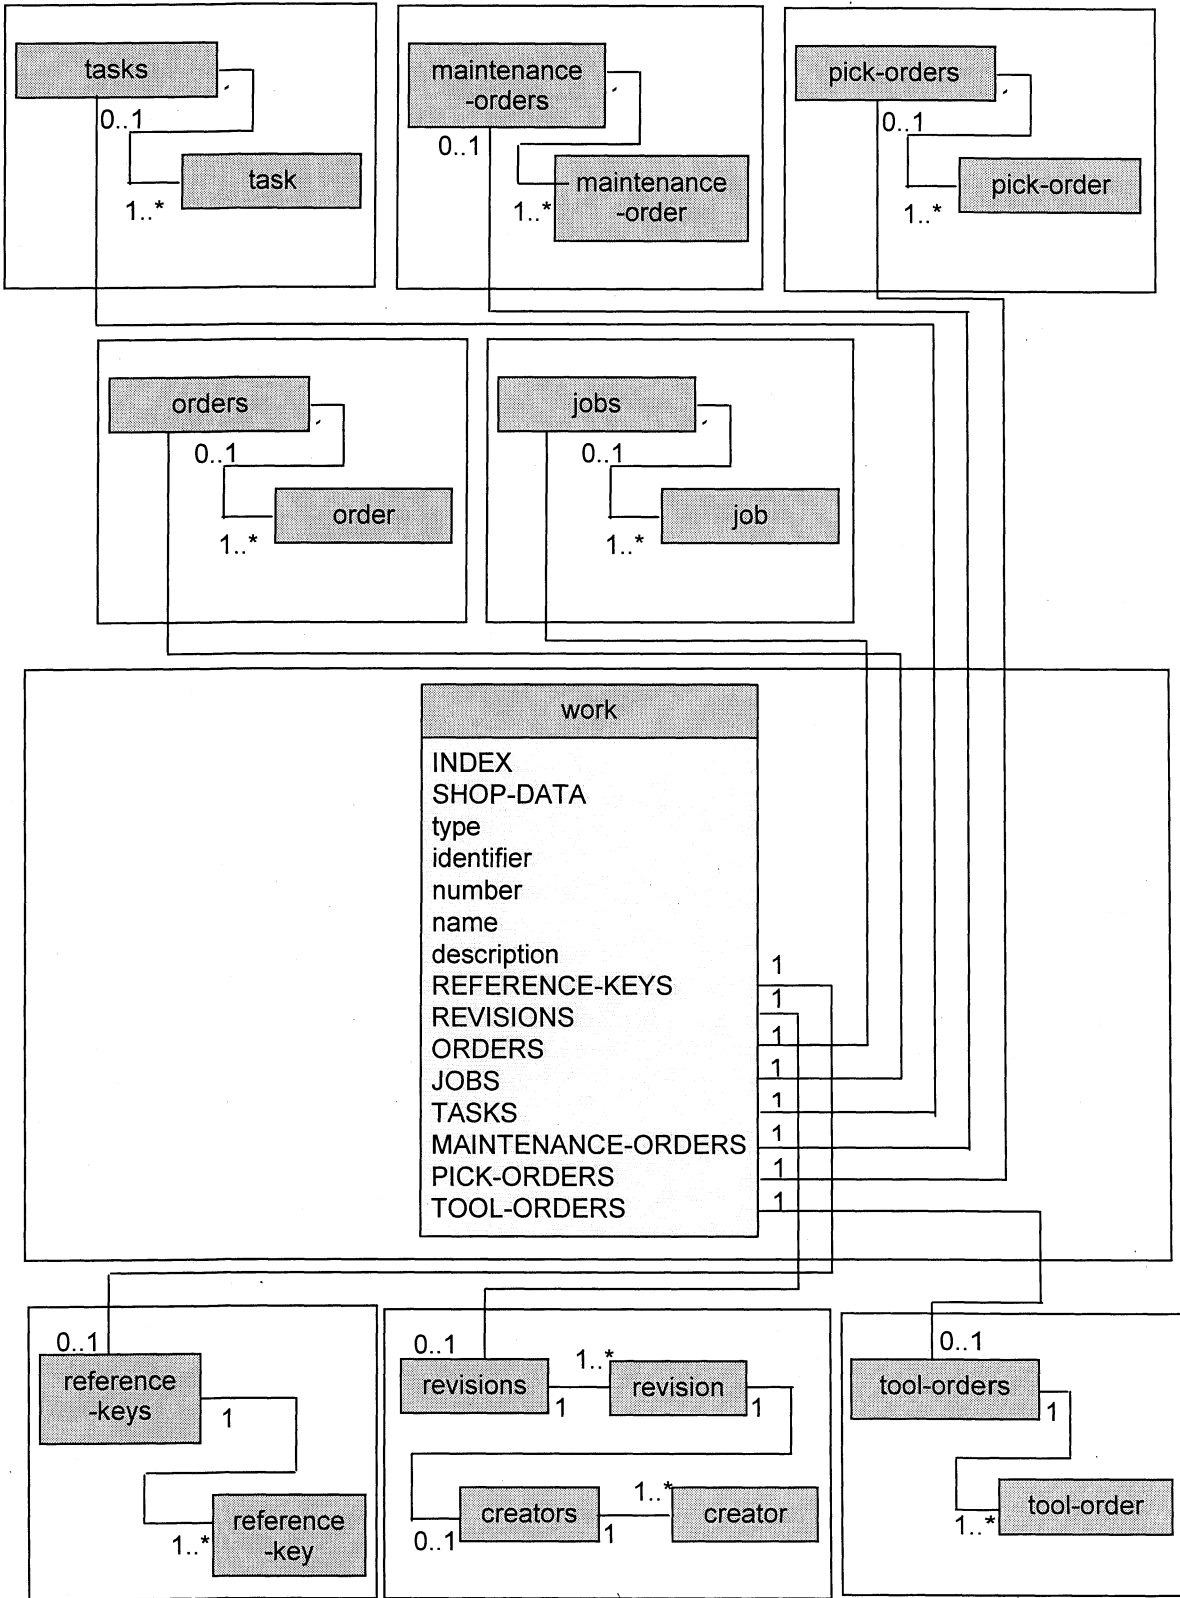 tasks
0..1
task
1..*
maintenance
-orders
0..1
maintenance
-order
1..*
pick-orders
0..1
pick-order
1..*
orders
0..1
order
1..*
jobs
0..1
job
1..*
work
INDEX
SHOP-DATA
type
identifier
number
name
description
1
REFERENCE-KEYS
1
REVISIONS
1
ORDERS
1
JOBS
1
TASKS
1
MAINTENANCE-ORDERS
1
PICK-ORDERS
1
TOOL-ORDERS
0..1
reference
-keys
1
1..*
reference
-key
0..1
revisions
1
1..*
revision
1
0..1
creators
1
1..*
creator
0..1
tool-orders
1
1..*
tool-order